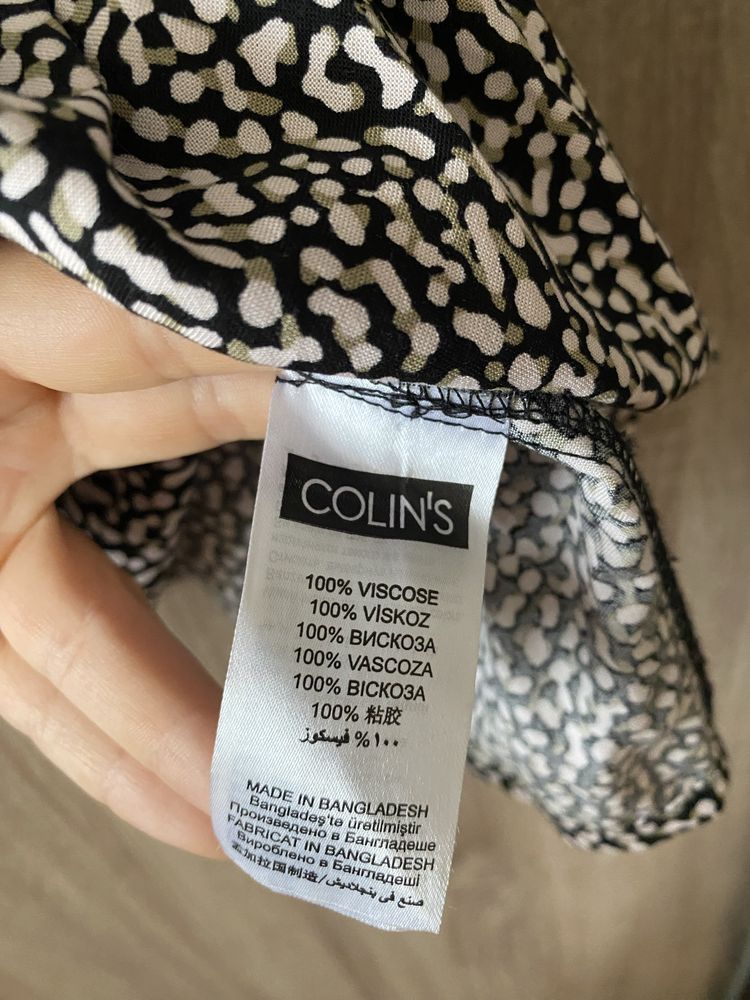 COLIN'S
100% VISCOSE
100% VİSKOZ
100% ВИСКОЗА
100% VASCOZA
100% ВІСКОЗА
100% 粘胶
١٠٠% فيسكوز
MADE IN BANGLADESH
Bangladeş'te üretilmiştir
Произведено в Бангладеше
FABRICAT IN BANGLADESH
Вироблено в Бангладеші
孟加拉国制造/صنع في بنجلاديش